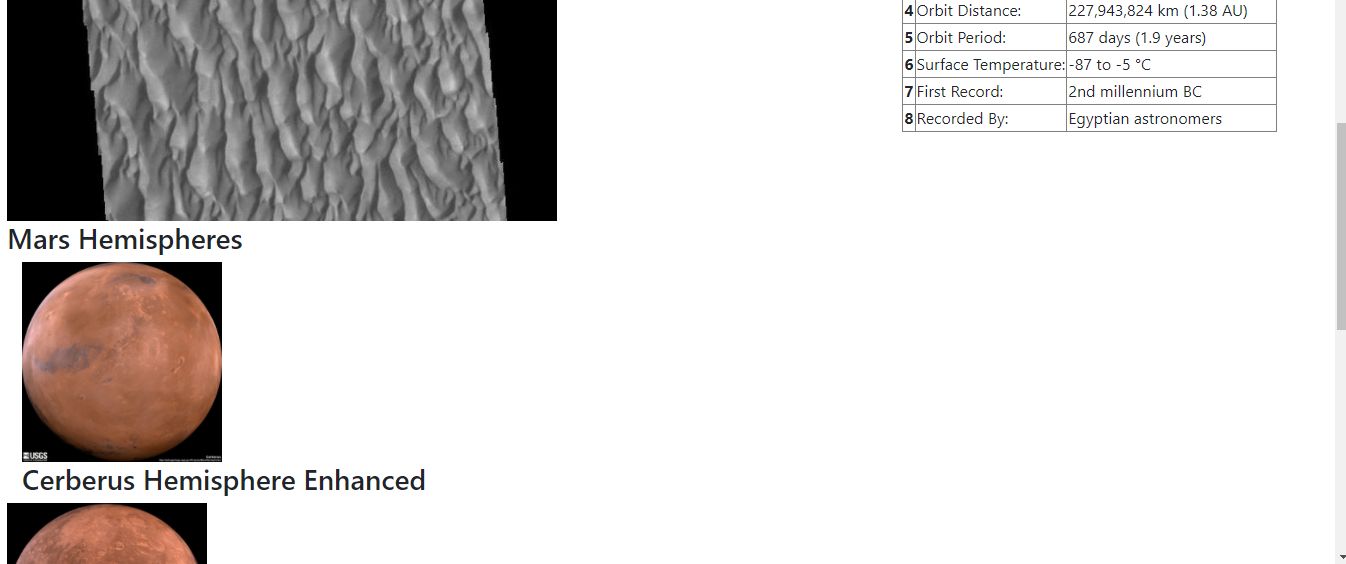 4 Orbit Distance: 227,943,824 km (1.38 AU)
5 Orbit Period: 687 days (1.9 years)
6 Surface Temperature: -87 to -5 °C
7 First Record: 2nd millennium BC
8 Recorded By: Egyptian astronomers
Mars Hemispheres
USGS
Cerberus Hemisphere Enhanced